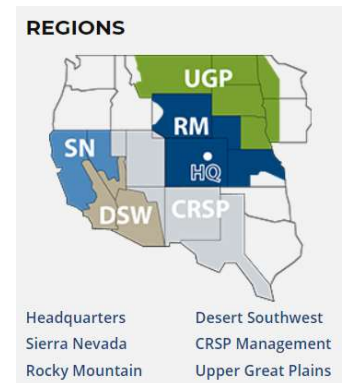 REGIONS
UGP
RM
SN
HQ
DSW CRSP
Headquarters Desert Southwest
Sierra Nevada CRSP Management
Rocky Mountain Upper Great Plains